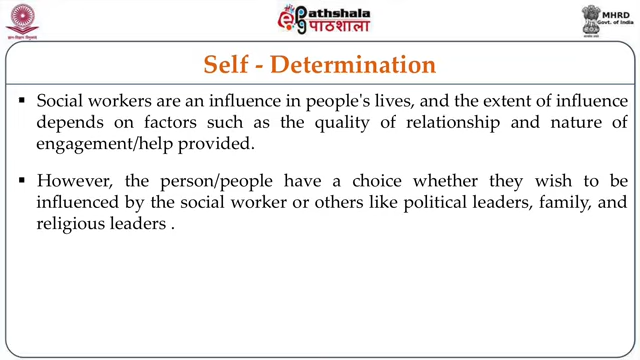 Pathshala
पाठशाला
MHRD
Govt. of India
Self - Determination
▪ Social workers are an influence in people's lives, and the extent of influence
depends on factors such as the quality of relationship and nature of
engagement/help provided.
▪ However, the person/people have a choice whether they wish to be
influenced by the social worker or others like political leaders, family, and
religious leaders .